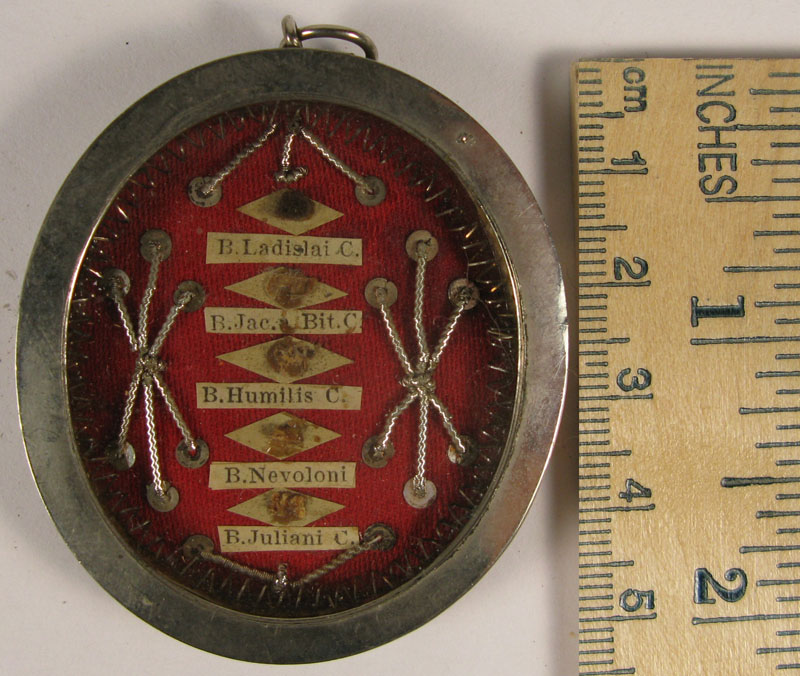 B. Ladislai C.
B. Jac. a Bit. C.
B. Humilis C.
B. Nevoloni
B. Juliani C.
cm
1
2
3
4
5
INCHES
1
2